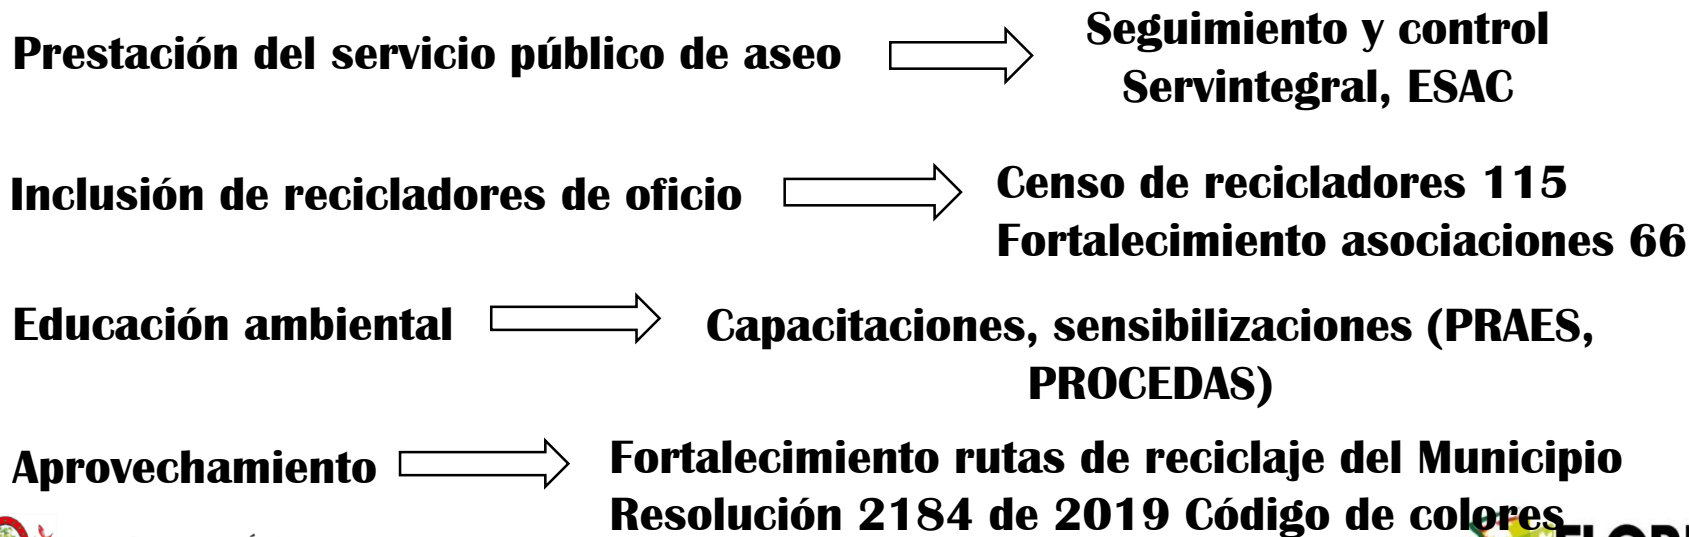 Prestación del servicio público de aseo
Seguimiento y control
Servintegral, ESAC
Inclusión de recicladores de oficio
Censo de recicladores 115
Fortalecimiento asociaciones 66
Educación ambiental
Capacitaciones, sensibilizaciones (PRAES,
PROCEDAS)
Aprovechamiento
Fortalecimiento rutas de reciclaje del Municipio
Resolución 2184 de 2019 Código de colores